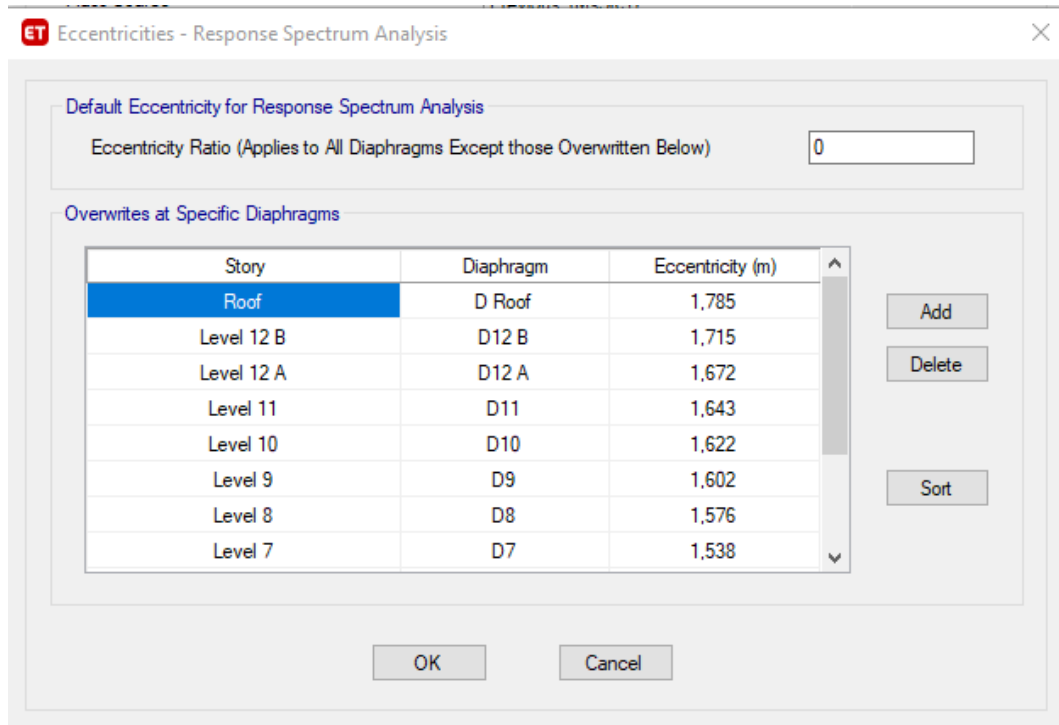 ET Eccentricities - Response Spectrum Analysis
Default Eccentricity for Response Spectrum Analysis
Eccentricity Ratio (Applies to All Diaphragms Except those Overwritten Below) 0
Overwrites at Specific Diaphragms
Story Diaphragm Eccentricity (m)
Roof D Roof 1,785
Add
Level 12 B D12 B 1,715
Level 12 A D12 A 1,672
Delete
Level 11 D11 1,643
Level 10 D10 1,622
Level 9 D9 1,602
Sort
Level 8 D8 1,576
Level 7 D7 1,538
OK Cancel